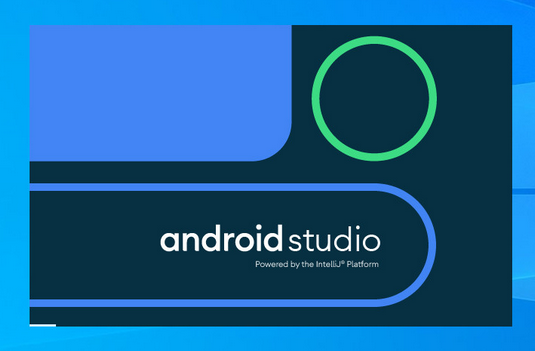 android studio
Powered by the IntelliJ® Platform